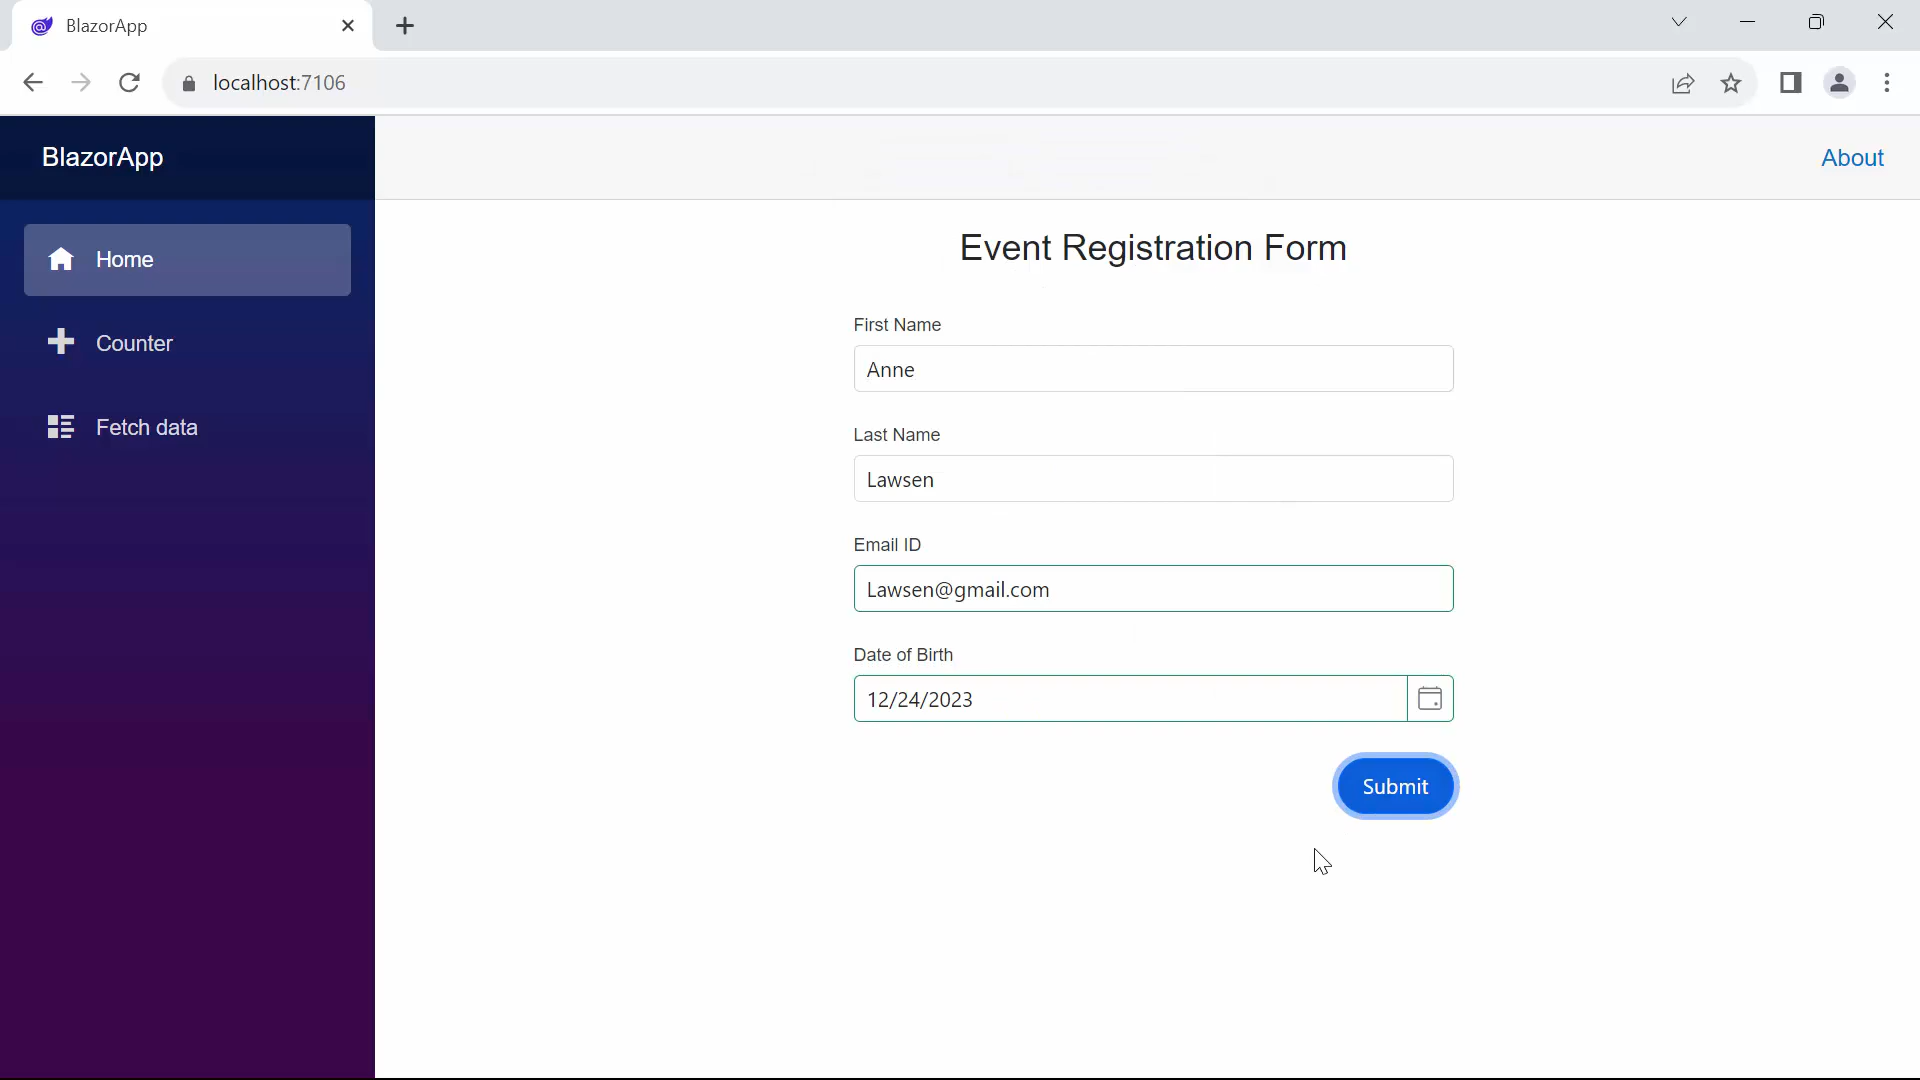 BlazorApp
localhost:7106
BlazorApp
About
Home
Counter
Fetch data
Event Registration Form
First Name
Anne
Last Name
Lawsen
Email ID
Lawsen@gmail.com
Date of Birth
12/24/2023
Submit